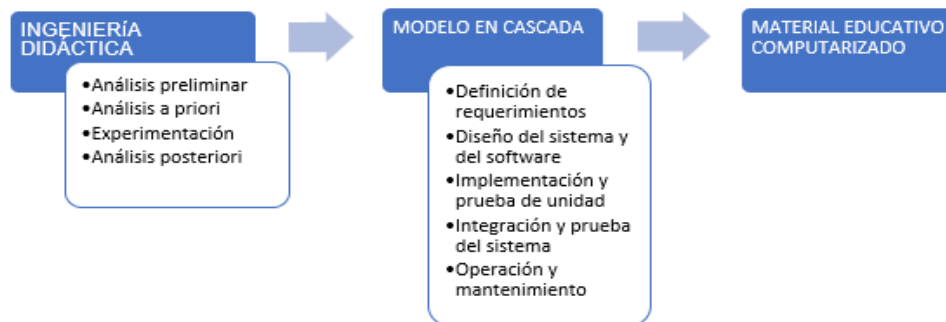 INGENIERÍA
DIDÁCTICA
•Análisis preliminar
•Análisis a priori
•Experimentación
•Análisis posteriori
MODELO EN CASCADA
•Definición de
requerimientos
•Diseño del sistema y
del software
•Implementación y
prueba de unidad
•Integración y prueba
del sistema
•Operación y
mantenimiento
MATERIAL EDUCATIVO
COMPUTARIZADO